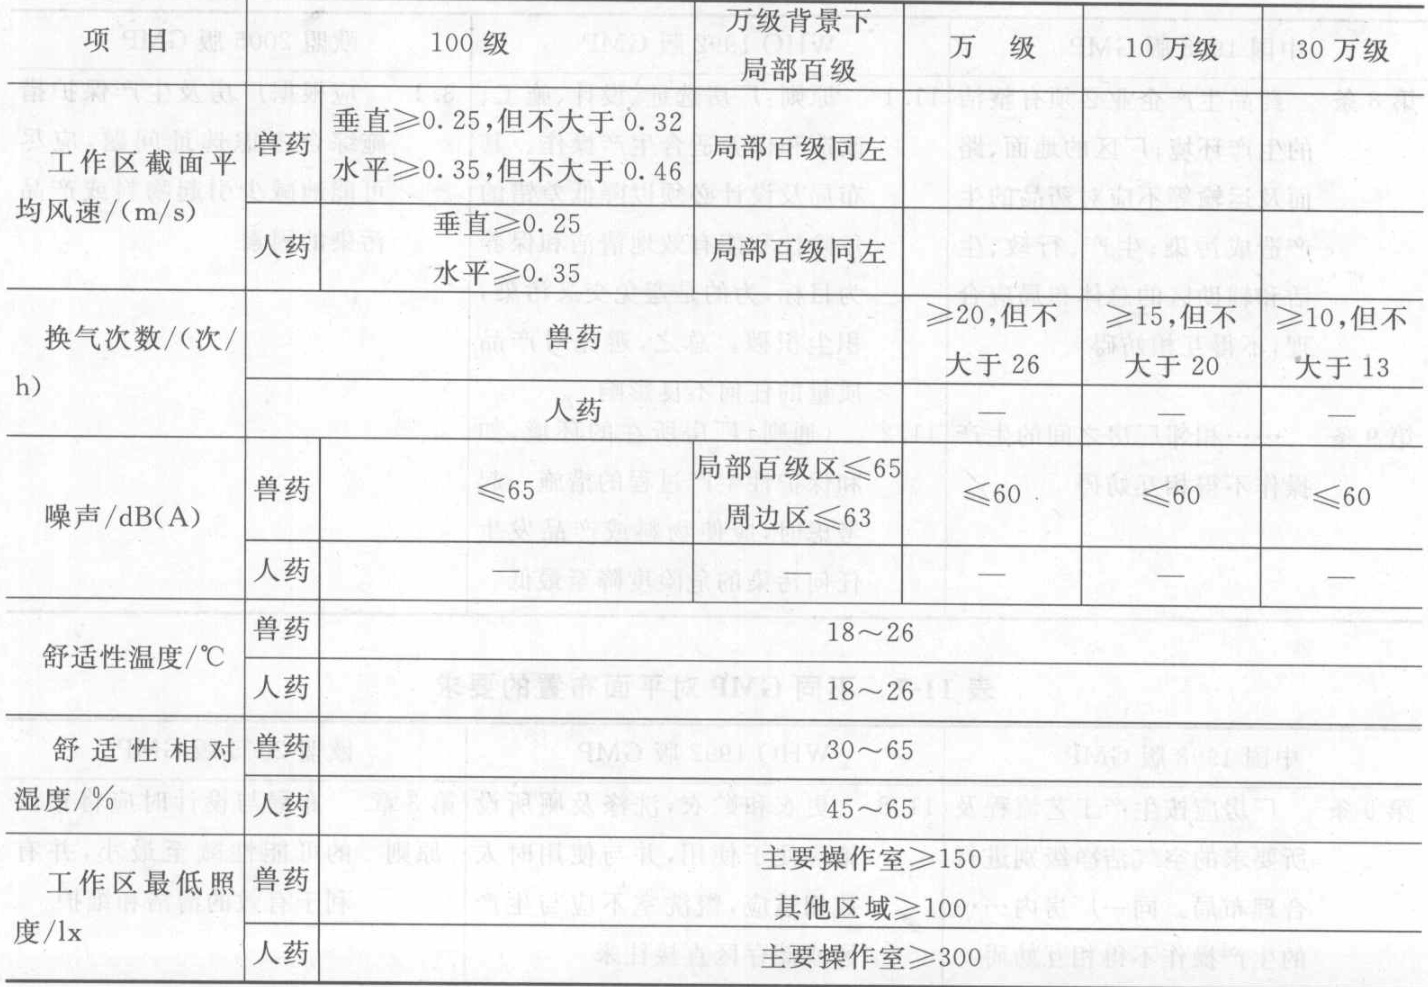 项 目 100 级 万级背景下 局部百级 万 级 10 万级 30 万级
工作区截面平均风速/(m/s) 兽药 垂直≥0.25,但不大于 0.32 局部百级同左
水平≥0.35,但不大于 0.46
人药 垂直≥0.25 局部百级同左
水平≥0.35
换气次数/(次/h) 兽药 ≥20,但不大于 26 ≥15,但不大于 20 ≥10,但不大于 13
人药 — — —
噪声/dB(A) 兽药 ≤65 局部百级区≤65 ≤60 ≤60 ≤60
周边区≤63
人药 — — — — —
舒适性温度/℃ 兽药 18～26
人药 18～26
舒适性相对湿度/% 兽药 30～65
人药 45～65
工作区最低照度/lx 兽药 主要操作室≥150
其他区域≥100
人药 主要操作室≥300